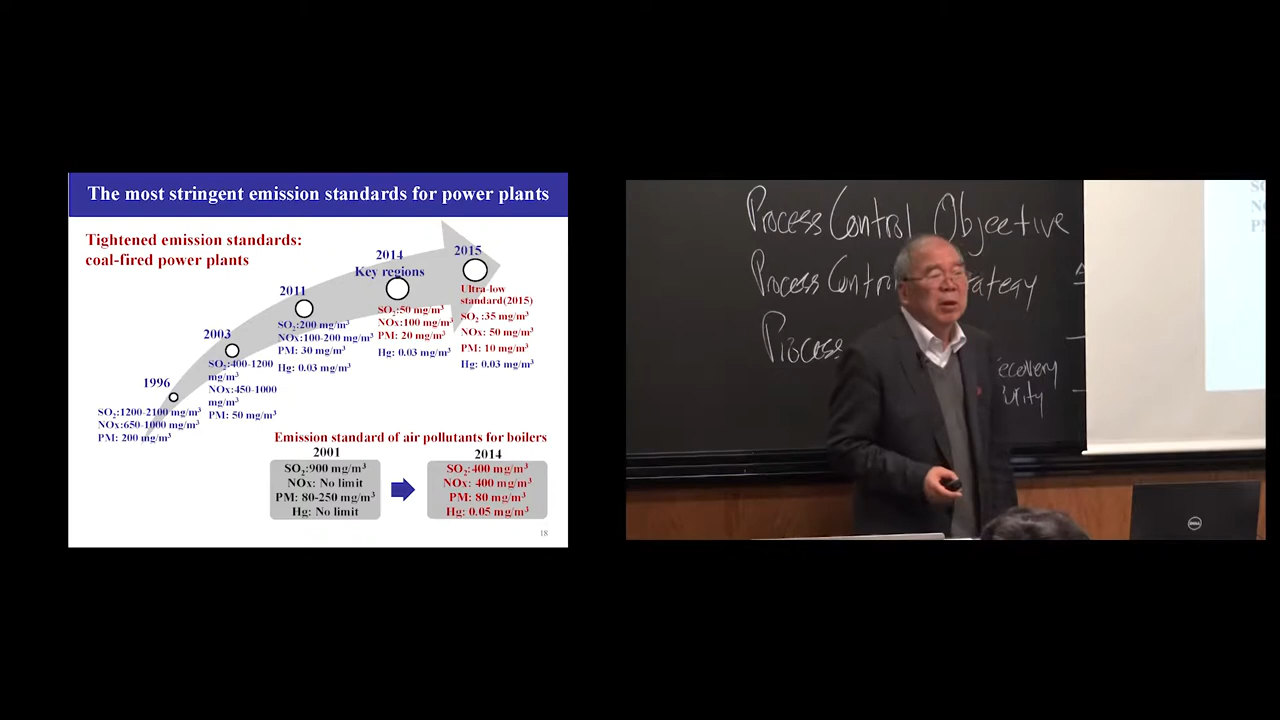 The most stringent emission standards for power plants
Tightened emission standards:
coal-fired power plants
1996
SO2:1200-2100 mg/m3
NOx:650-1000 mg/m3
PM: 200 mg/m3
2003
SO2:400-1200
mg/m3
NOx:450-1000
mg/m3
PM: 50 mg/m3
2011
SO2:200 mg/m3
NOx:100-200 mg/m3
PM: 30 mg/m3
Hg: 0.03 mg/m3
2014
Key regions
SO2:50 mg/m3
NOx:100 mg/m3
PM: 20 mg/m3
Hg: 0.03 mg/m3
2015
Ultra-low
standard(2015)
SO2 :35 mg/m3
NOx: 50 mg/m3
PM: 10 mg/m3
Hg: 0.03 mg/m3
Emission standard of air pollutants for boilers
2001
SO2:900 mg/m3
NOx: No limit
PM: 80-250 mg/m3
Hg: No limit
2014
SO2:400 mg/m3
NOx: 400 mg/m3
PM: 80 mg/m3
Hg: 0.05 mg/m3
18
Process Control Objective
Process Contr ategy
Process
ecovery
urity
DELL